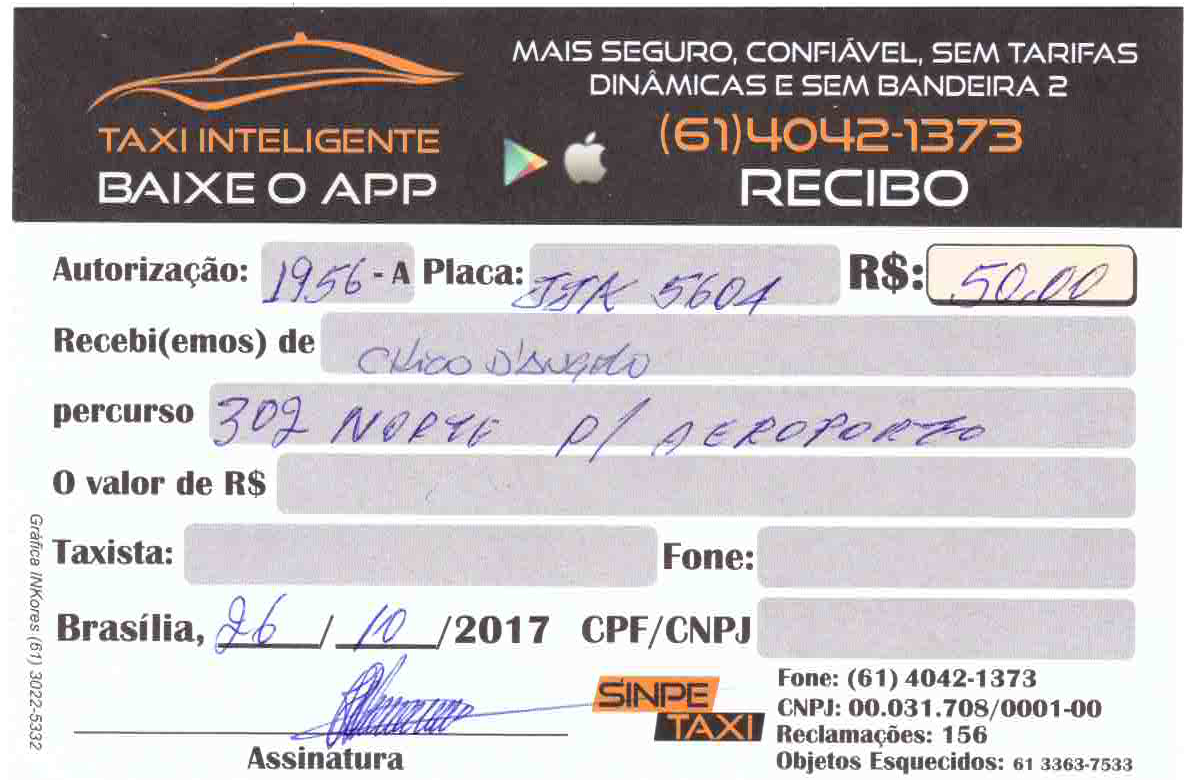 MAIS SEGURO, CONFIÁVEL, SEM TARIFAS
DINÂMICAS E SEM BANDEIRA 2
TAXI INTELIGENTE
BAIXE O APP
(61)4042-1373
RECIBO
Autorização: 1956 - A Placa: JJK 5604 R$: 50,00
Recebi(emos) de CHICO D'ANGELO
percurso 302 NORTE P/ AEROPORTO
O valor de R$
Taxista: Fone:
Brasília, 26 / 10 /2017 CPF/CNPJ
Assinatura
SINPE
TAXI
Fone: (61) 4042-1373
CNPJ: 00.031.708/0001-00
Reclamações: 156
Objetos Esquecidos: 61 3363-7533
Gráfica INKores (61) 3022-5332